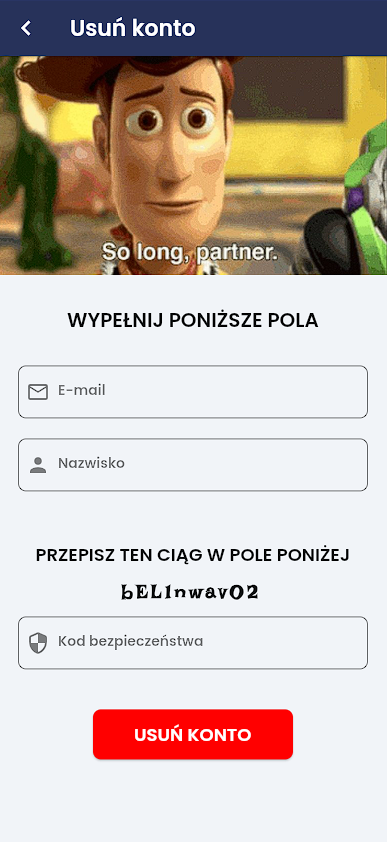 Usuń konto
So long, partner.
WYPEŁNIJ PONIŻSZE POLA
E-mail
Nazwisko
PRZEPISZ TEN CIĄG W POLE PONIŻEJ
bEL1nwavO2
Kod bezpieczeństwa
USUŃ KONTO